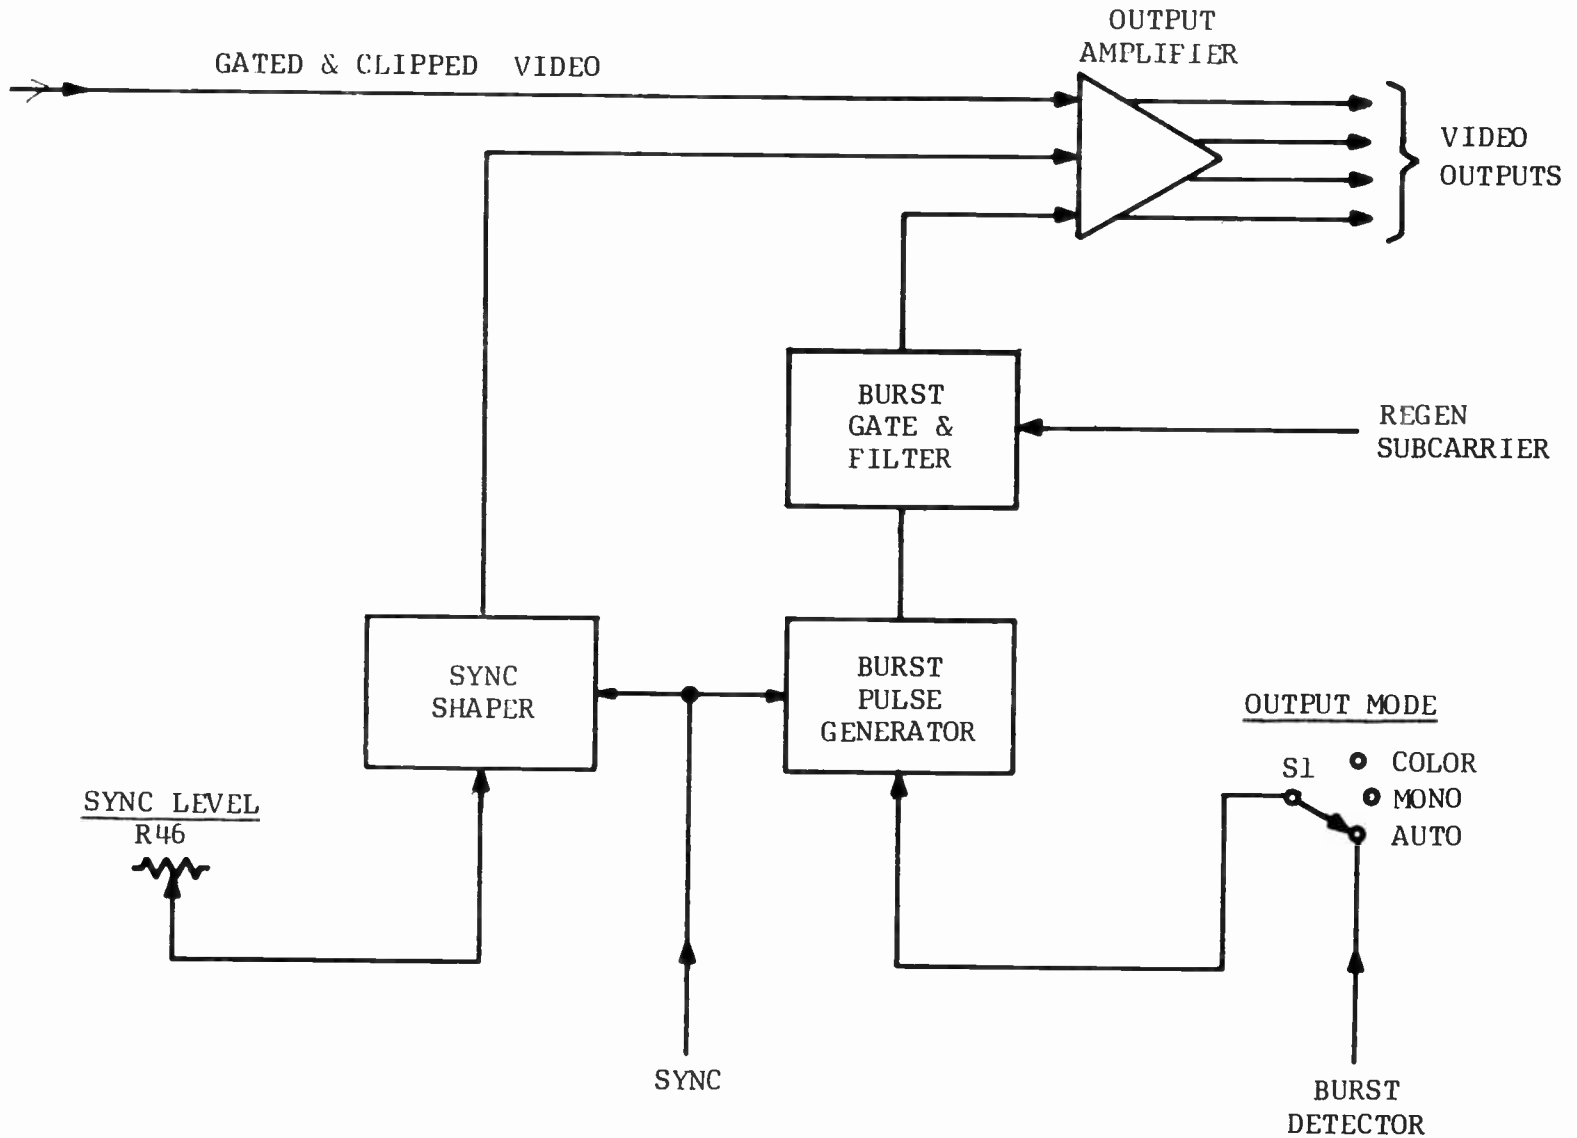 OUTPUT
AMPLIFIER
GATED & CLIPPED VIDEO
VIDEO
OUTPUTS
BURST
GATE &
FILTER
REGEN
SUBCARRIER
SYNC
SHAPER
BURST
PULSE
GENERATOR
OUTPUT MODE
S1
COLOR
MONO
AUTO
SYNC LEVEL
R46
SYNC
BURST
DETECTOR